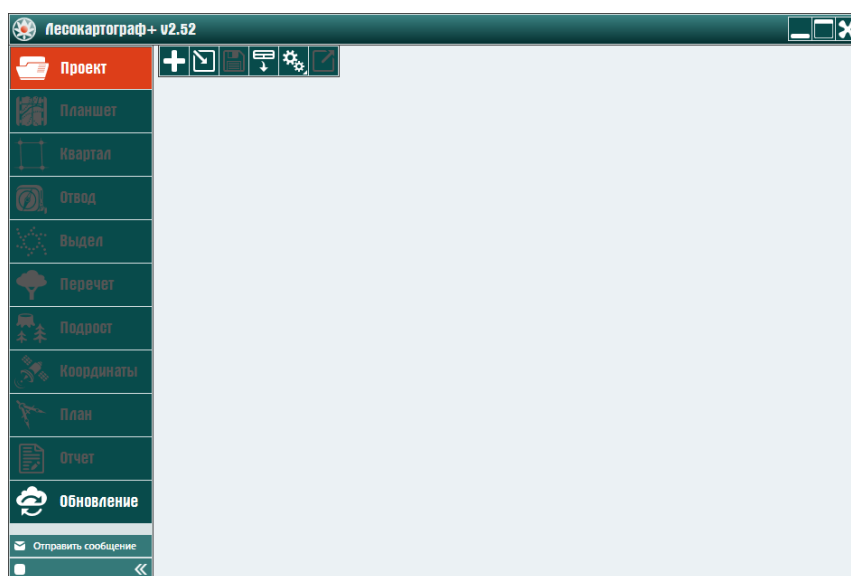 Лесокартограф+ v2.52
Проект
Планшет
Квартал
Отвод
Выдел
Перечет
Подрост
Координаты
План
Отчет
Обновление
Отправить сообщение